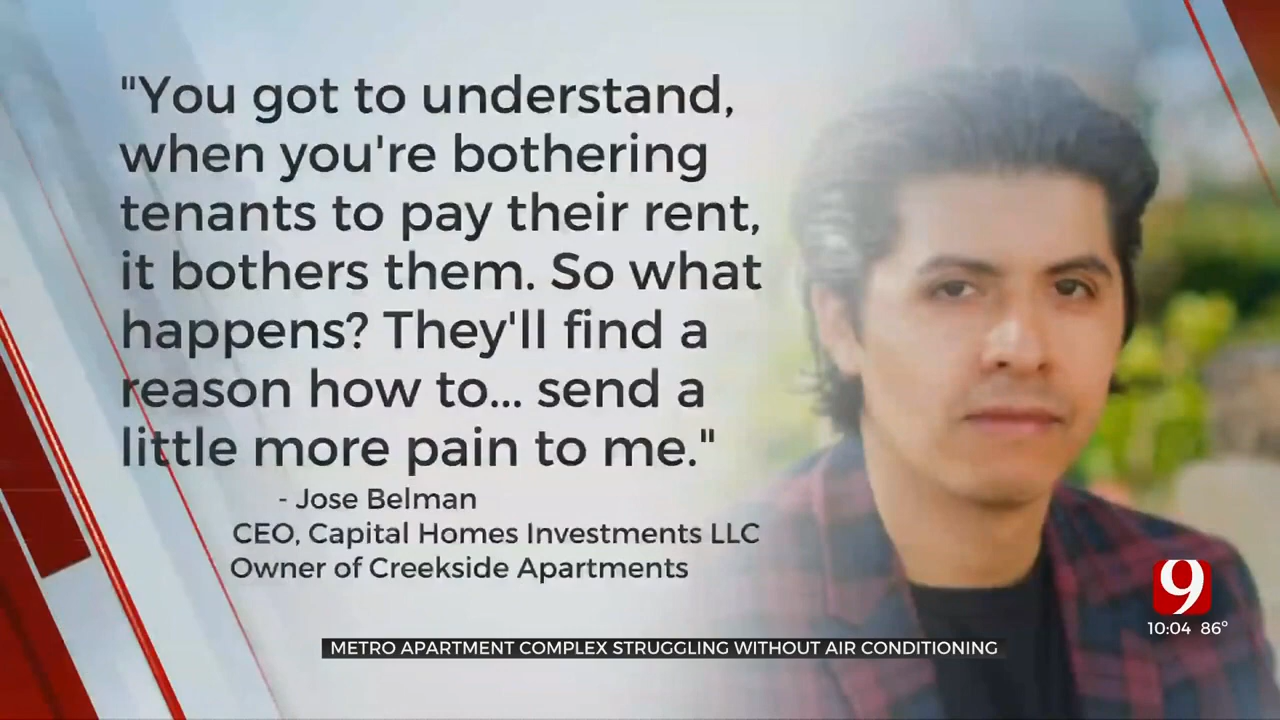 "You got to understand,
when you're bothering
tenants to pay their rent,
it bothers them. So what
happens? They'll find a
reason how to... send a
little more pain to me."
- Jose Belman
CEO, Capital Homes Investments LLC
Owner of Creekside Apartments
9
10:04 86°
METRO APARTMENT COMPLEX STRUGGLING WITHOUT AIR CONDITIONING